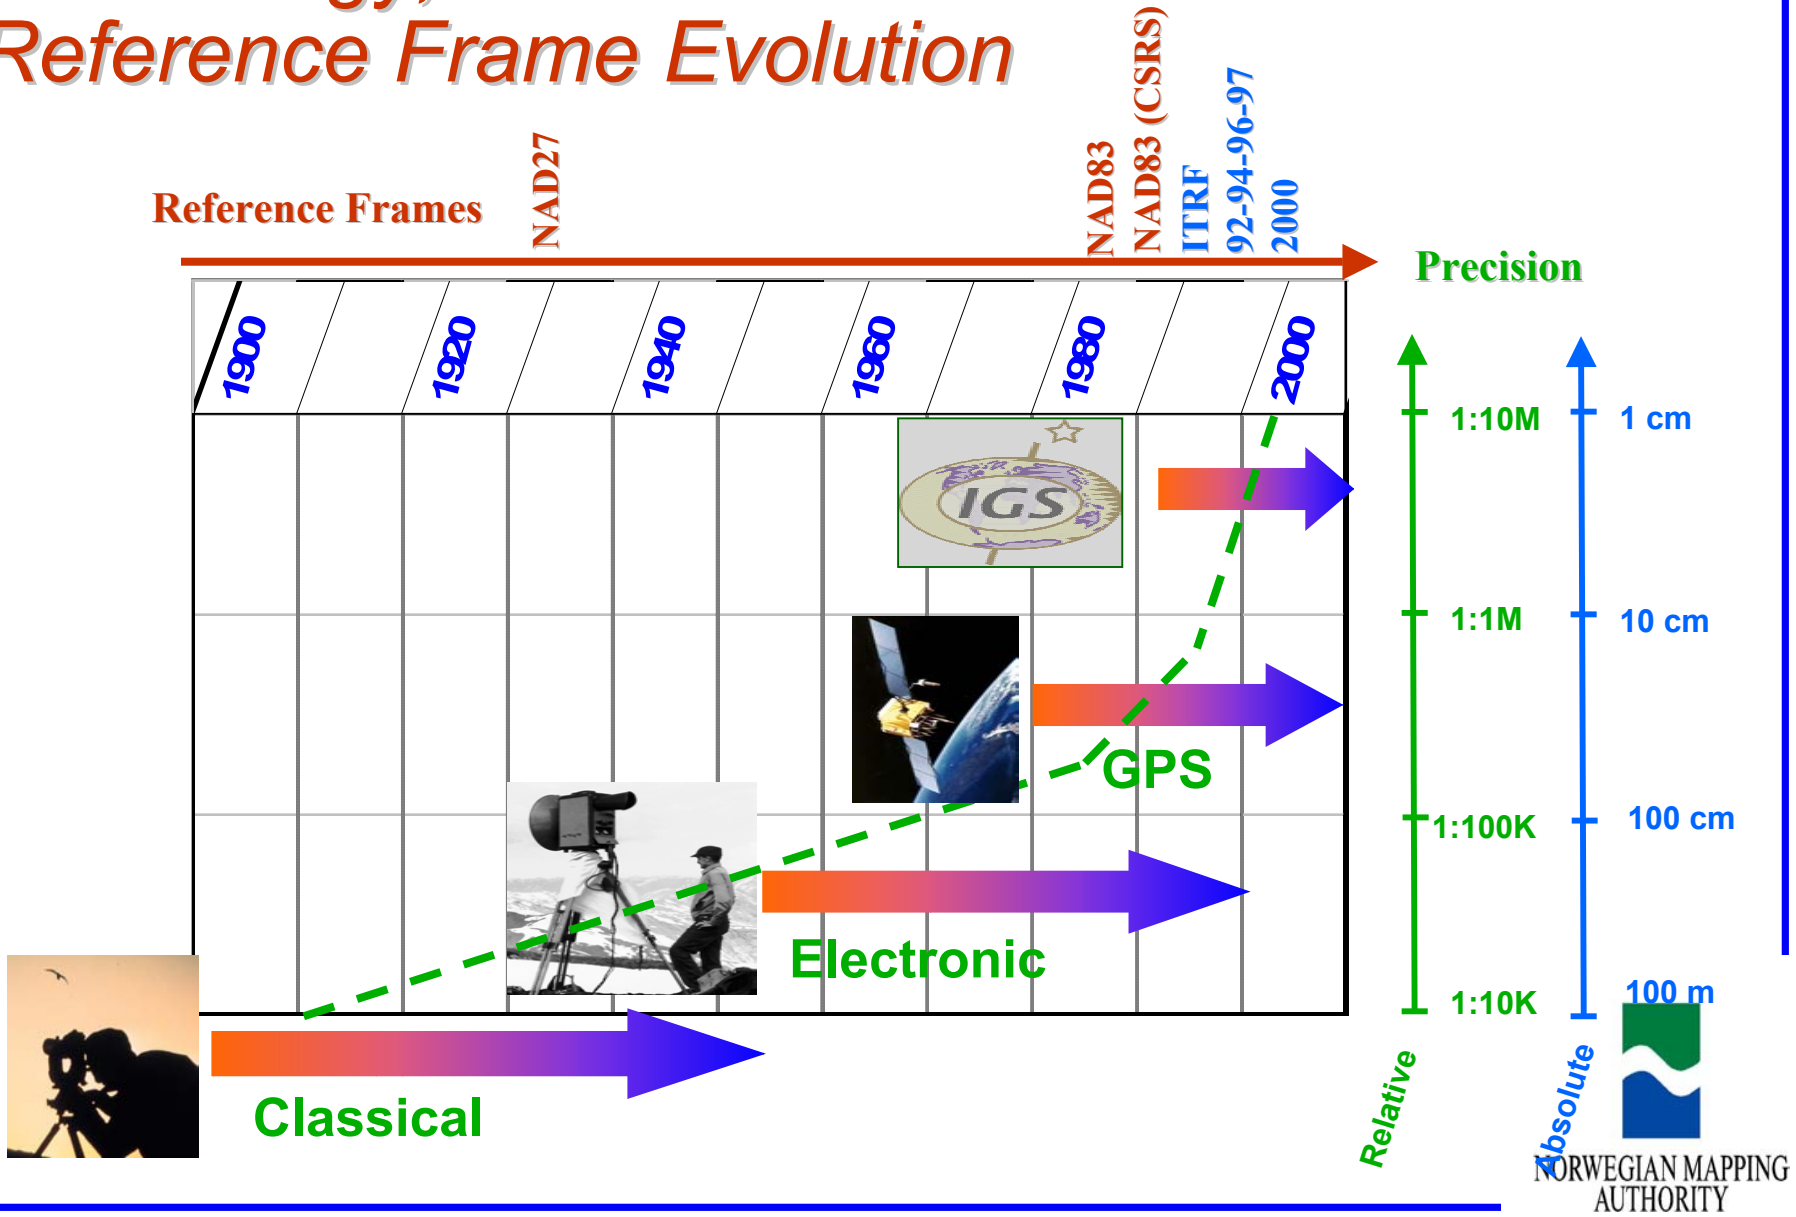 Reference Frame Evolution
Reference Frames
NAD27
NAD83
NAD83 (CSRS)
ITRF
92-94-96-97
2000
Precision
1900
1920
1940
1960
1980
2000
IGS
GPS
Electronic
Classical
1:10M
1:1M
1:100K
1:10K
Relative
1 cm
10 cm
100 cm
100 m
Absolute
NORWEGIAN MAPPING
AUTHORITY